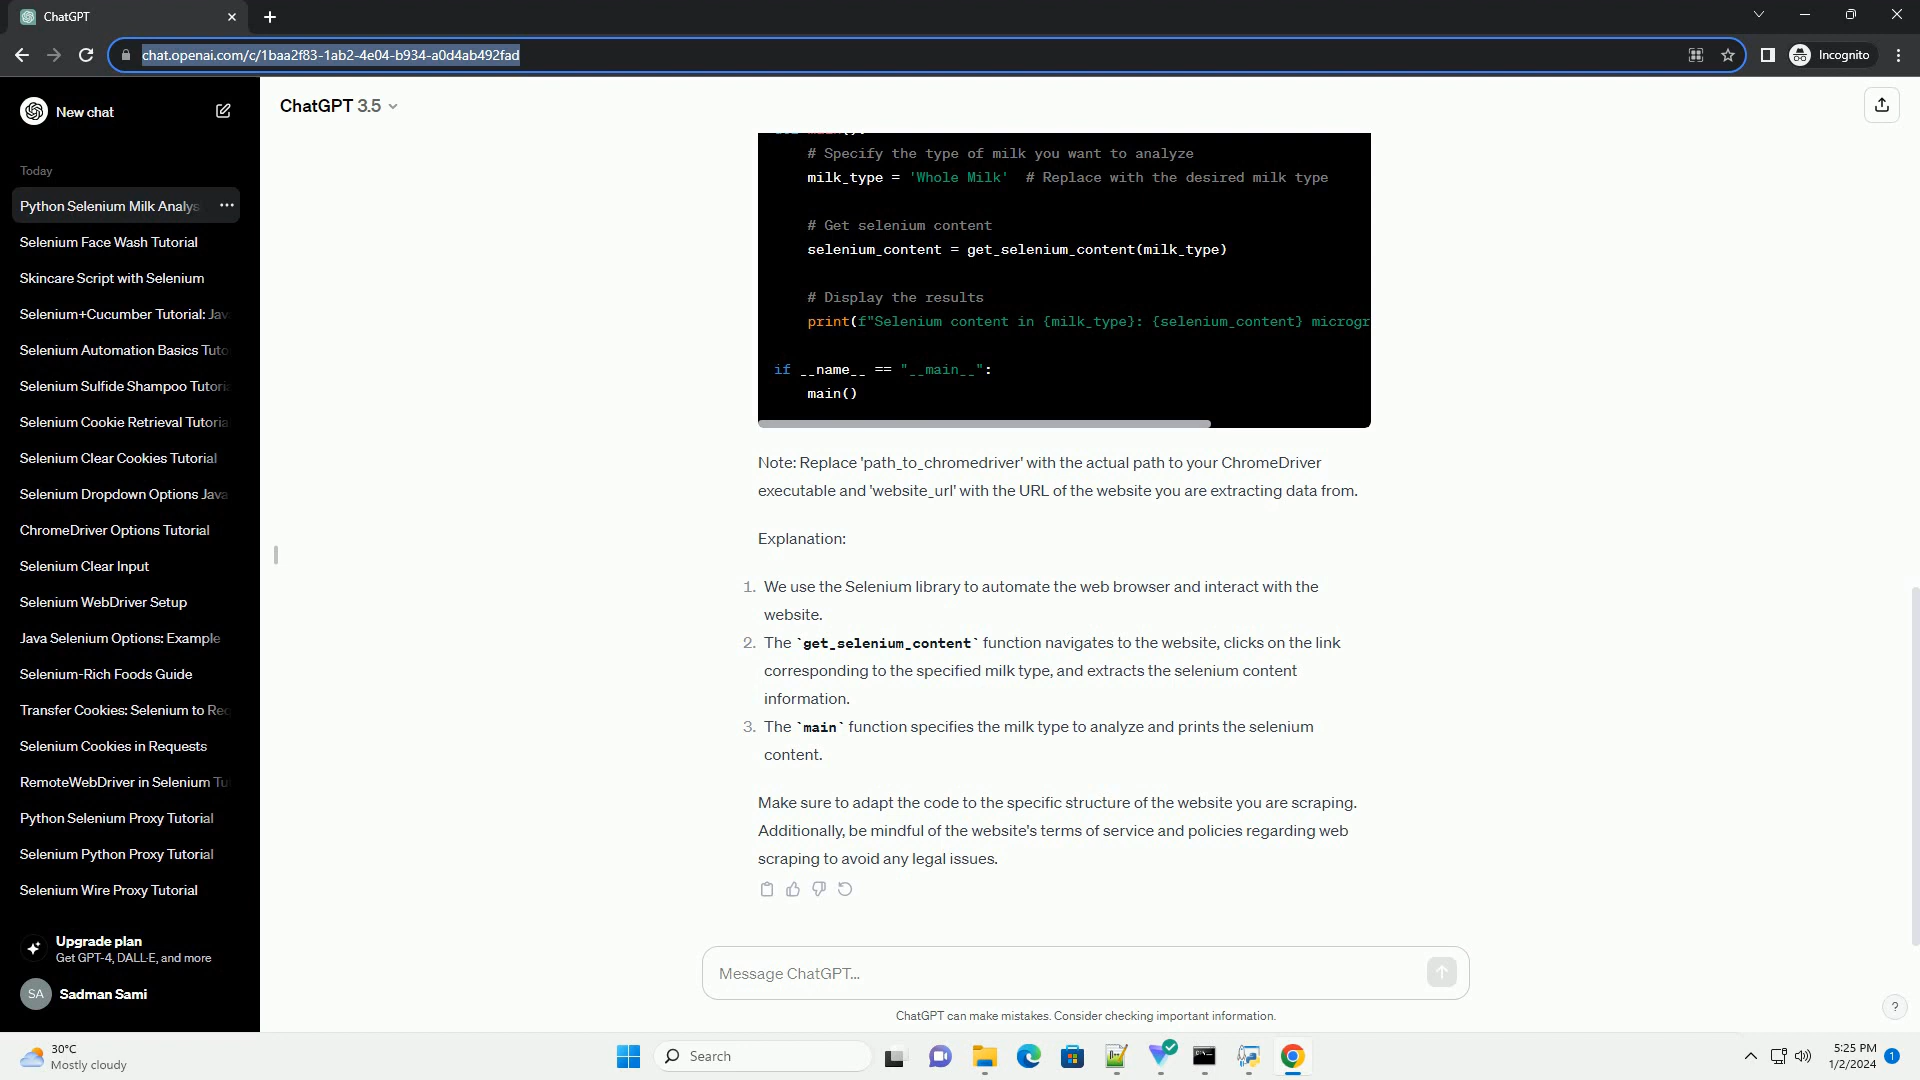 ChatGPT
chat.openai.com/c/1baa2f83-1ab2-4e04-b934-a0d4ab492fad
Incognito
New chat
ChatGPT 3.5
Today
Python Selenium Milk Analys
Selenium Face Wash Tutorial
Skincare Script with Selenium
Selenium+Cucumber Tutorial: Jav
Selenium Automation Basics Tuto
Selenium Sulfide Shampoo Tutoria
Selenium Cookie Retrieval Tutoria
Selenium Clear Cookies Tutorial
Selenium Dropdown Options Java
ChromeDriver Options Tutorial
Selenium Clear Input
Selenium WebDriver Setup
Java Selenium Options: Example
Selenium-Rich Foods Guide
Transfer Cookies: Selenium to Req
Selenium Cookies in Requests
RemoteWebDriver in Selenium Tut
Python Selenium Proxy Tutorial
Selenium Python Proxy Tutorial
Selenium Wire Proxy Tutorial
Upgrade plan
Get GPT-4, DALL·E, and more
SA
Sadman Sami
# Specify the type of milk you want to analyze
milk_type = 'Whole Milk'  # Replace with the desired milk type
# Get selenium content
selenium_content = get_selenium_content(milk_type)
# Display the results
print(f"Selenium content in {milk_type}: {selenium_content} microgr
if __name__ == "__main__":
main()
Note: Replace 'path_to_chromedriver' with the actual path to your ChromeDriver
executable and 'website_url' with the URL of the website you are extracting data from.
Explanation:
1. We use the Selenium library to automate the web browser and interact with the
website.
2. The `get_selenium_content` function navigates to the website, clicks on the link
corresponding to the specified milk type, and extracts the selenium content
information.
3. The `main` function specifies the milk type to analyze and prints the selenium
content.
Make sure to adapt the code to the specific structure of the website you are scraping.
Additionally, be mindful of the website's terms of service and policies regarding web
scraping to avoid any legal issues.
Message ChatGPT...
ChatGPT can make mistakes. Consider checking important information.
?
30°C
Mostly cloudy
Search
5:25 PM
1/2/2024
1